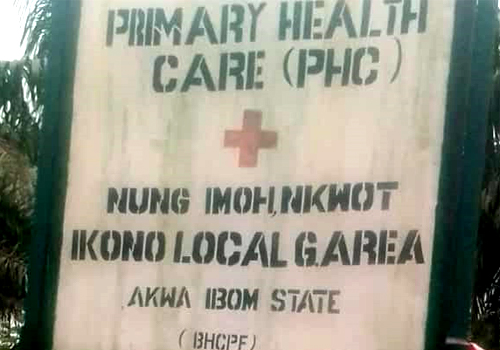 PRIMARY HEALTH
CARE (PHC)
NUNG IMOH, NKWOT
IKONO LOCAL G.AREA
AKWA IBOM STATE
(BHCPF)